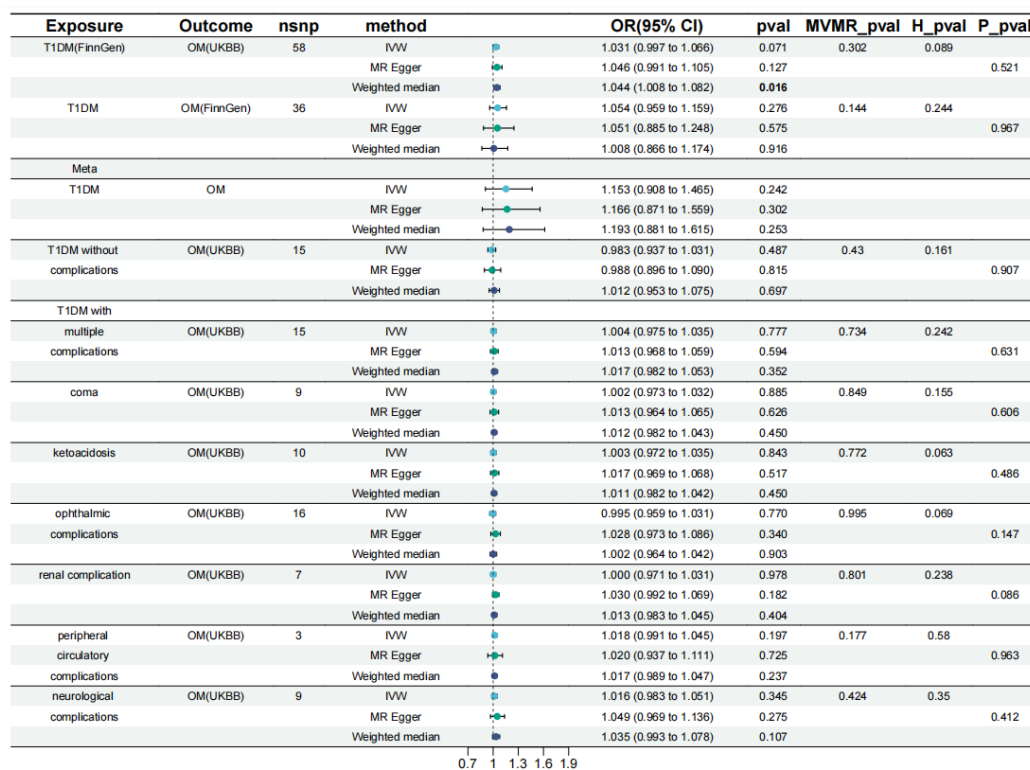 Exposure Outcome nsnp method OR(95% CI) pval MVMR_pval H_pval P_pval
T1DM(FinnGen) OM(UKBB) 58 IVW 1.031 (0.997 to 1.066) 0.071 0.302 0.089
MR Egger 1.046 (0.991 to 1.105) 0.127 0.521
Weighted median 1.044 (1.008 to 1.082) 0.016
T1DM OM(FinnGen) 36 IVW 1.054 (0.959 to 1.159) 0.276 0.144 0.244
MR Egger 1.051 (0.885 to 1.248) 0.575 0.967
Weighted median 1.008 (0.866 to 1.174) 0.916
Meta
T1DM OM IVW 1.153 (0.908 to 1.465) 0.242
MR Egger 1.166 (0.871 to 1.559) 0.302
Weighted median 1.193 (0.881 to 1.615) 0.253
T1DM without OM(UKBB) 15 IVW 0.983 (0.937 to 1.031) 0.487 0.43 0.161
complications MR Egger 0.988 (0.896 to 1.090) 0.815 0.907
Weighted median 1.012 (0.953 to 1.075) 0.697
T1DM with
multiple OM(UKBB) 15 IVW 1.004 (0.975 to 1.035) 0.777 0.734 0.242
complications MR Egger 1.013 (0.968 to 1.059) 0.594 0.631
Weighted median 1.017 (0.982 to 1.053) 0.352
coma OM(UKBB) 9 IVW 1.002 (0.973 to 1.032) 0.885 0.849 0.155
MR Egger 1.013 (0.964 to 1.065) 0.626 0.606
Weighted median 1.012 (0.982 to 1.043) 0.450
ketoacidosis OM(UKBB) 10 IVW 1.003 (0.972 to 1.035) 0.843 0.772 0.063
MR Egger 1.017 (0.969 to 1.068) 0.517 0.486
Weighted median 1.011 (0.982 to 1.042) 0.450
ophthalmic OM(UKBB) 16 IVW 0.995 (0.959 to 1.031) 0.770 0.995 0.069
complications MR Egger 1.028 (0.973 to 1.086) 0.340 0.147
Weighted median 1.002 (0.964 to 1.042) 0.903
renal complication OM(UKBB) 7 IVW 1.000 (0.971 to 1.031) 0.978 0.801 0.238
MR Egger 1.030 (0.992 to 1.069) 0.182 0.086
Weighted median 1.013 (0.983 to 1.045) 0.404
peripheral OM(UKBB) 3 IVW 1.018 (0.991 to 1.045) 0.197 0.177 0.58
circulatory MR Egger 1.020 (0.937 to 1.111) 0.725 0.963
complications Weighted median 1.017 (0.989 to 1.047) 0.237
neurological OM(UKBB) 9 IVW 1.016 (0.983 to 1.051) 0.345 0.424 0.35
complications MR Egger 1.049 (0.969 to 1.136) 0.275 0.412
Weighted median 1.035 (0.993 to 1.078) 0.107
0.7 1 1.3 1.6 1.9